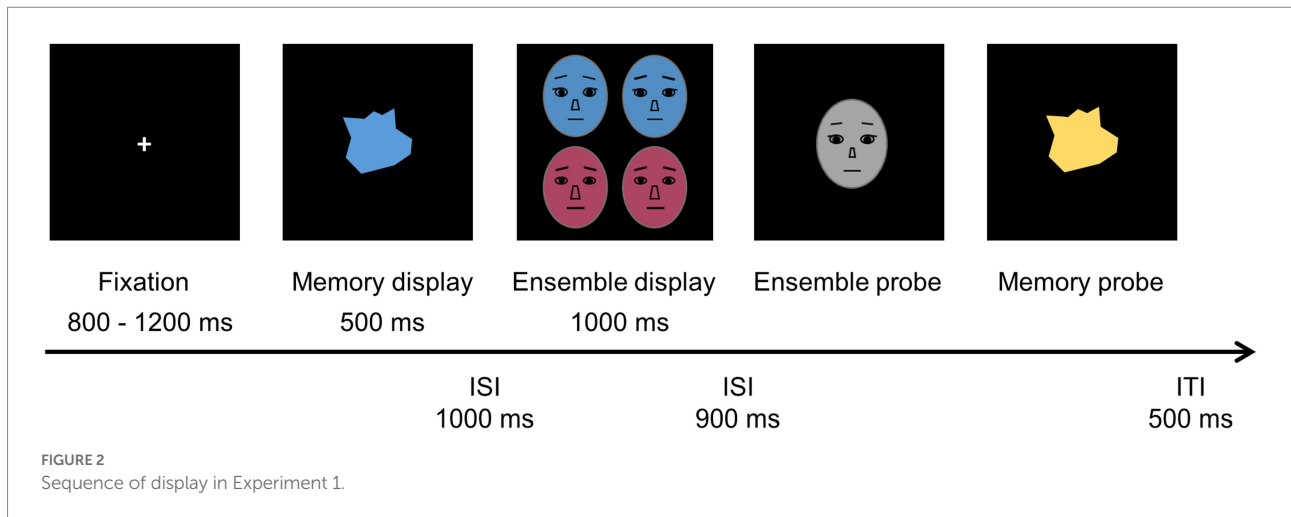 Fixation
800 - 1200 ms
Memory display
500 ms
Ensemble display
1000 ms
Ensemble probe
Memory probe
ISI
1000 ms
ISI
900 ms
ITI
500 ms
FIGURE 2
Sequence of display in Experiment 1.